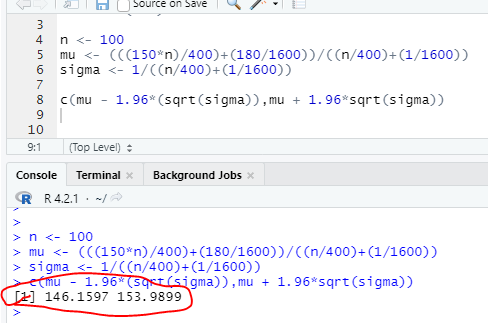 Source on Save
3
4 n <- 100
5 mu <- (((150*n)/400)+(180/1600))/((n/400)+(1/1600))
6 sigma <- 1/((n/400)+(1/1600))
7
8 c(mu - 1.96*(sqrt(sigma)),mu + 1.96*sqrt(sigma))
9
10
9:1 (Top Level)
Console Terminal Background Jobs
R 4.2.1 · ~/
>
>
> n <- 100
> mu <- (((150*n)/400)+(180/1600))/((n/400)+(1/1600))
> sigma <- 1/((n/400)+(1/1600))
> c(mu - 1.96*(sqrt(sigma)),mu + 1.96*sqrt(sigma))
[1] 146.1597 153.9899
>